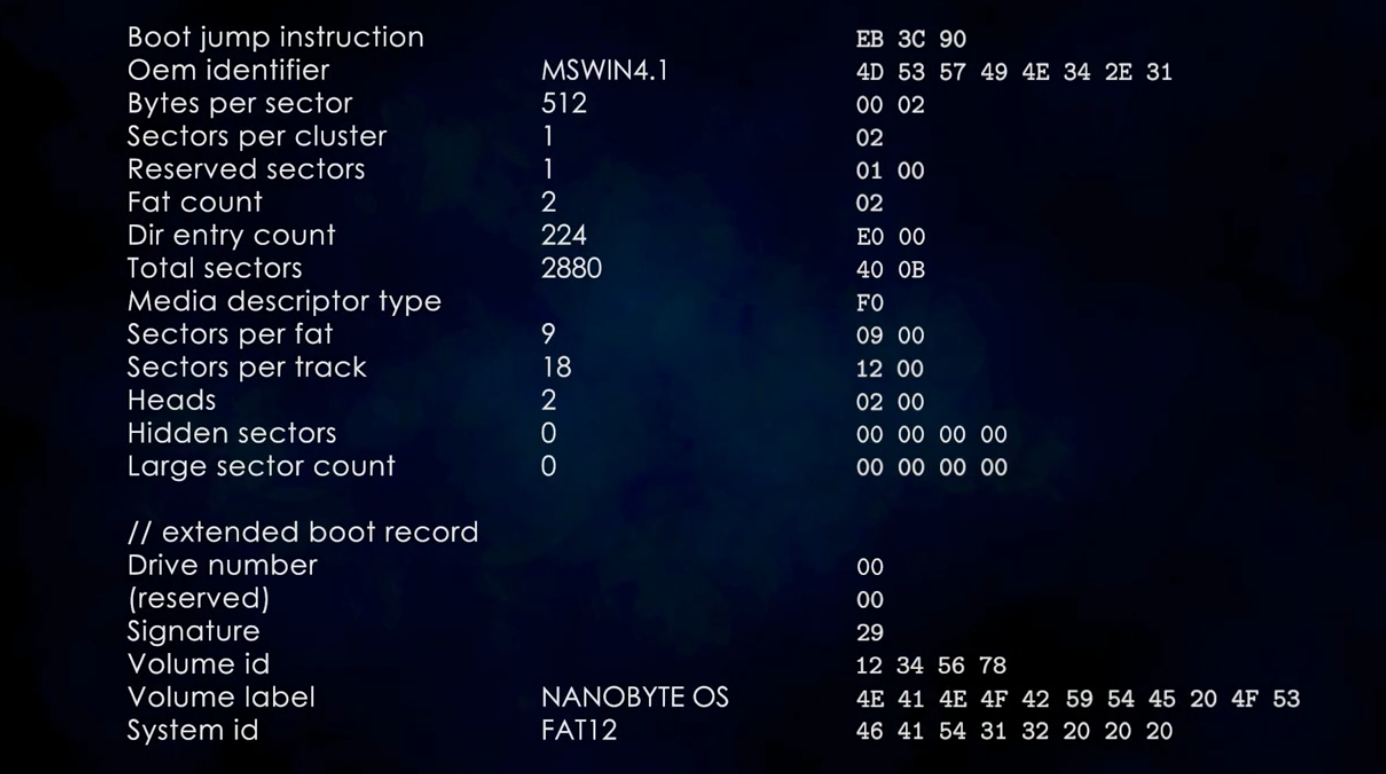 Boot jump instruction EB 3C 90
Oem identifier MSWIN4.1 4D 53 57 49 4E 34 2E 31
Bytes per sector 512 00 02
Sectors per cluster 1 02
Reserved sectors 1 01 00
Fat count 2 02
Dir entry count 224 E0 00
Total sectors 2880 40 0B
Media descriptor type F0
Sectors per fat 9 09 00
Sectors per track 18 12 00
Heads 2 02 00
Hidden sectors 0 00 00 00 00
Large sector count 0 00 00 00 00
// extended boot record
Drive number 00
(reserved) 00
Signature 29
Volume id 12 34 56 78
Volume label NANOBYTE OS 4E 41 4E 4F 42 59 54 45 20 4F 53
System id FAT12 46 41 54 31 32 20 20 20